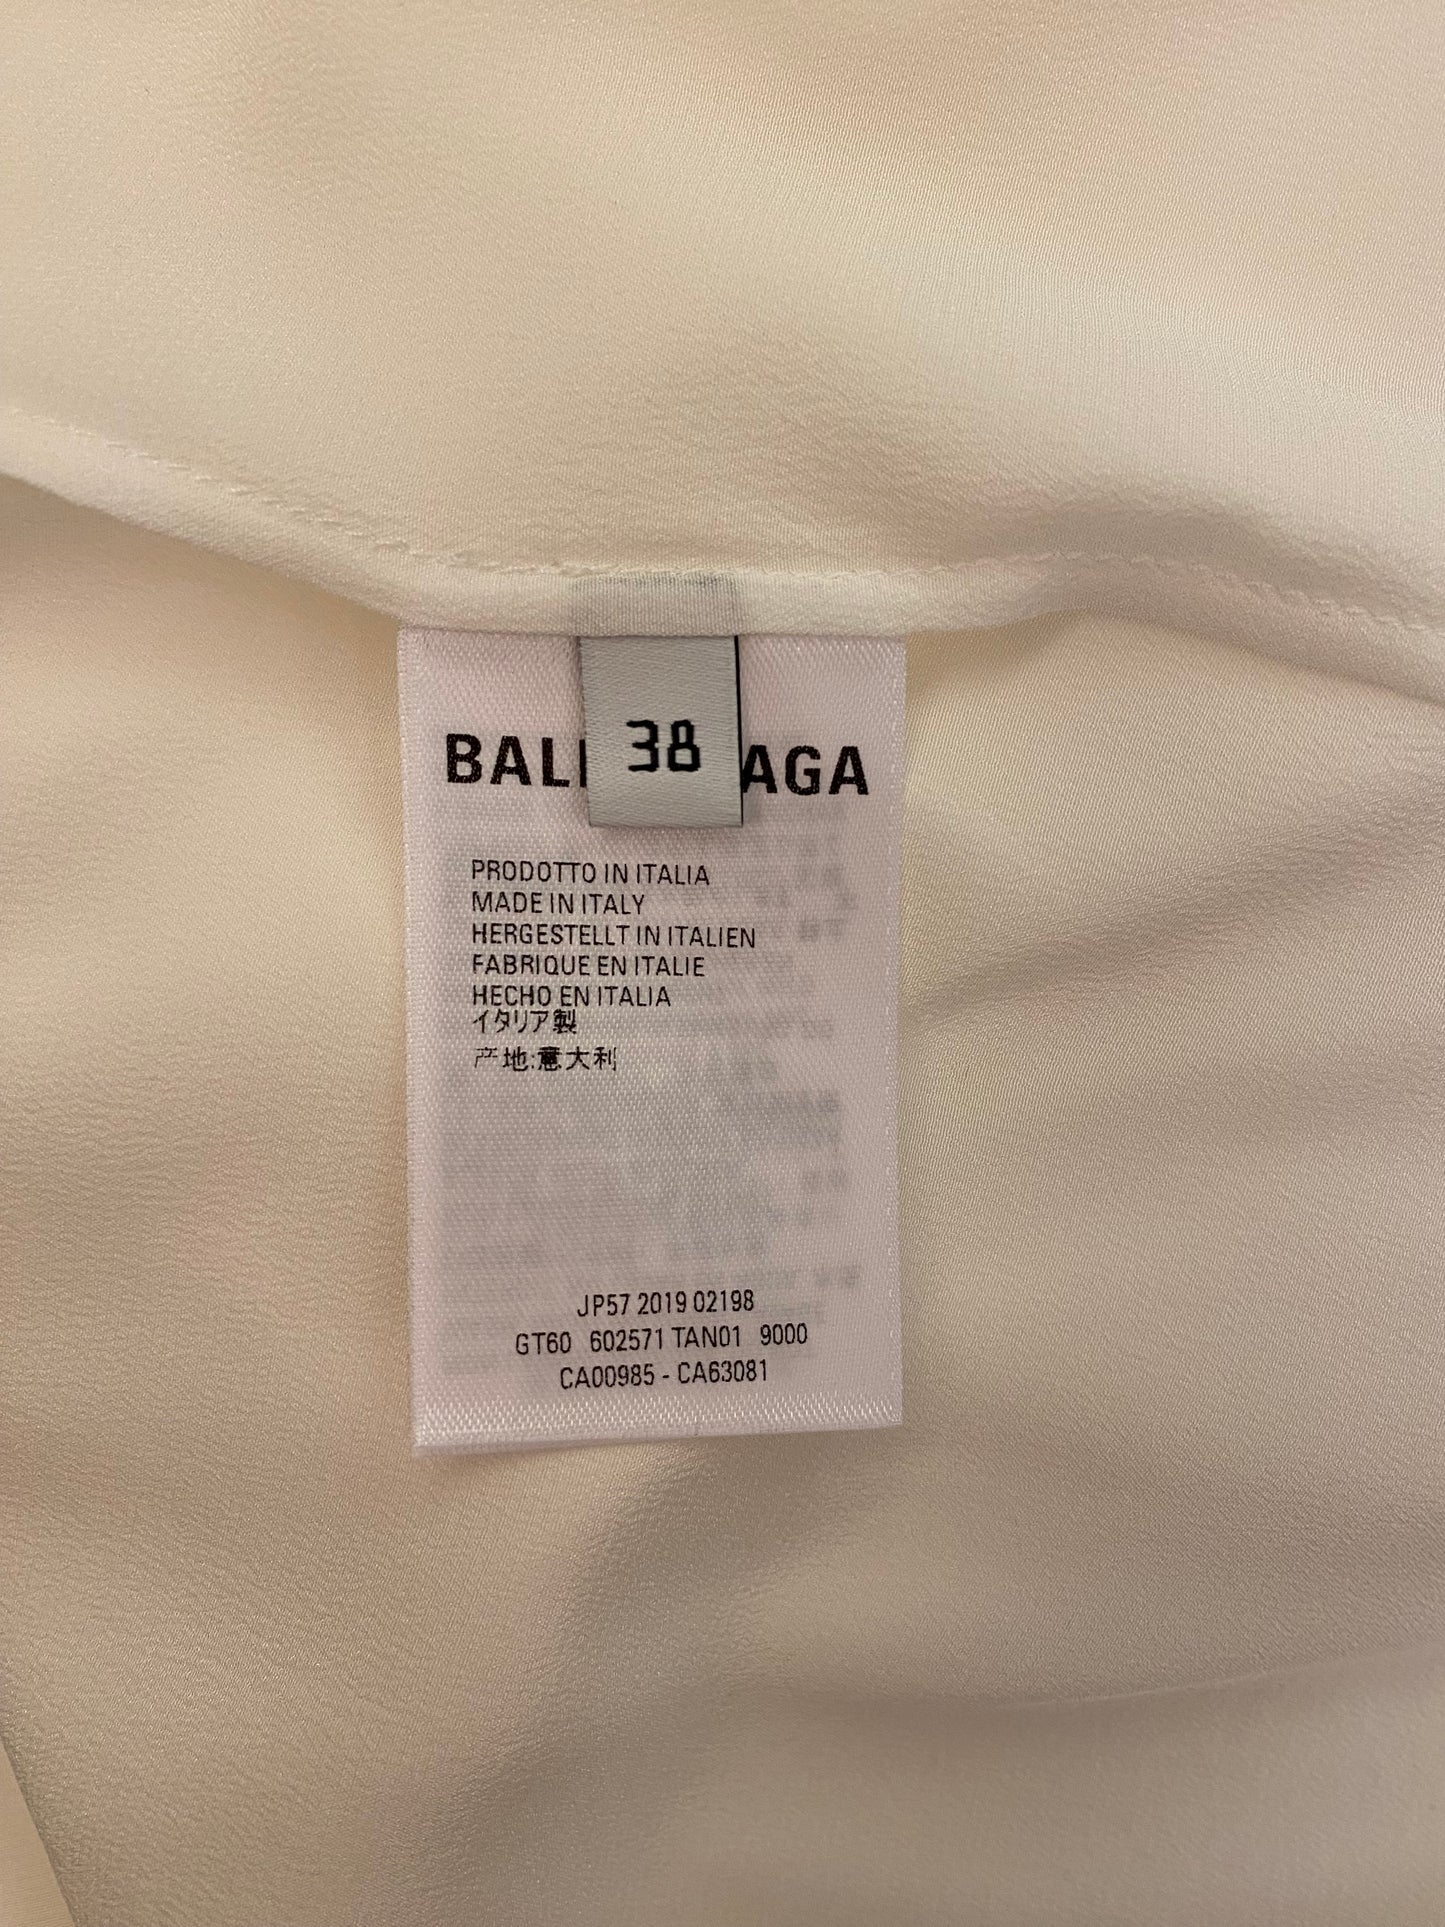 38
BAL AGA
PRODOTTO IN ITALIA
MADE IN ITALY
HERGESTELLT IN ITALIEN
FABRIQUE EN ITALIE
HECHO EN ITALIA
イタリア製
产地:意大利
JP57 2019 02198
GT60 602571 TAN01 9000
CA00985 - CA63081